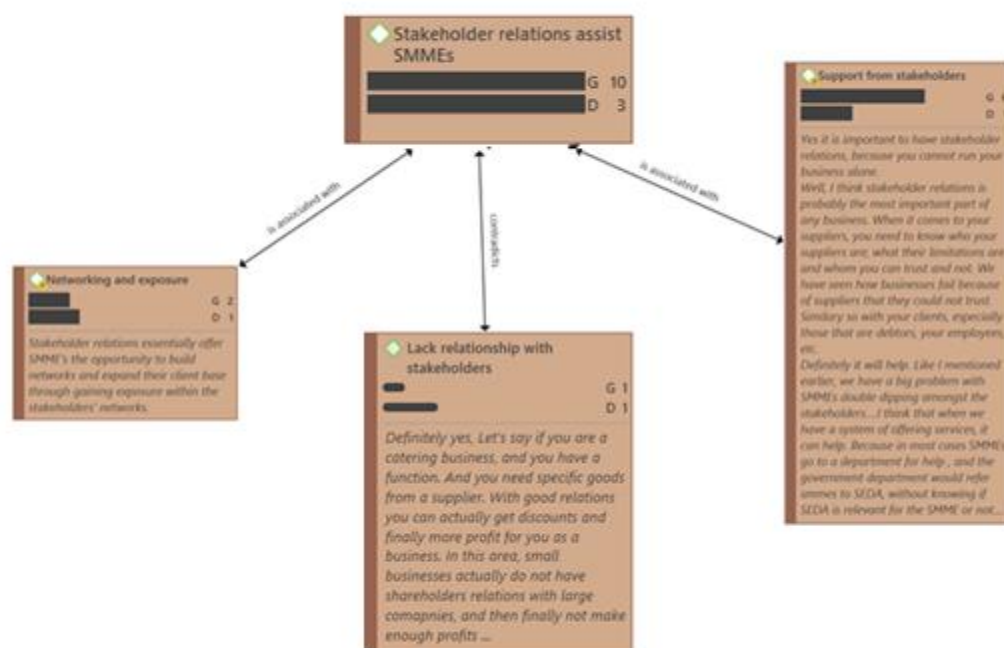 Stakeholder relations assist
SMMEs
G 10
D 3
is associated with
contradicts
is associated with
Networking and exposure
G 2
D 1
Stakeholder relations essentially offer
SMME's the opportunity to build
networks and expand their client base
through gaining exposure within the
stakeholders' networks.
Lack relationship with
stakeholders
G 1
D 1
Definitely yes, Let's say if you are a
catering business, and you have a
function. And you need specific goods
from a supplier. With good relations
you can actually get discounts and
finally more profit for you as a
business. In this area, small
businesses actually do not have
shareholders relations with large
comapnies, and then finally not make
enough profits ...
Support from stakeholders
G
D
Yes it is important to have stakeholder
relations, because you cannot run your
business alone.
Well, I think stakeholder relations is
probably the most important part of
any business. When it comes to your
suppliers, you need to know who your
suppliers are, what their limitations are
and whom you can trust and not. We
have seen how businesses fail because
of suppliers that they could not trust.
Similary so with your clients, especially
those that are debtors, your employees,
etc.
Definitely it will help. Like I mentioned
earlier, we have a big problem with
SMMEs double dipping amongst the
stakeholders...I think that when we
have a system of offering services, it
can help. Because in most cases SMMEs
go to a department for help , and the
government department would refer
smmes to SEDA, without knowing if
SEDA is relevant for the SMME or not...